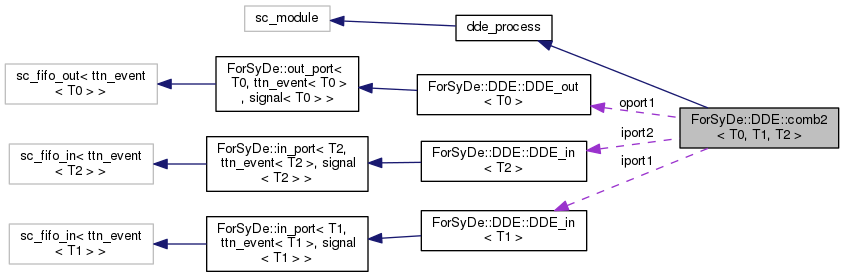 sc_module
dde_process
sc_fifo_out< ttn_event
< T0 > >
ForSyDe::out_port<
T0, ttn_event< T0 >
, signal< T0 > >
ForSyDe::DDE::DDE_out
< T0 >
oport1
ForSyDe::DDE::comb2
< T0, T1, T2 >
iport2
iport1
sc_fifo_in< ttn_event
< T2 > >
ForSyDe::in_port< T2,
ttn_event< T2 >, signal
< T2 > >
ForSyDe::DDE::DDE_in
< T2 >
sc_fifo_in< ttn_event
< T1 > >
ForSyDe::in_port< T1,
ttn_event< T1 >, signal
< T1 > >
ForSyDe::DDE::DDE_in
< T1 >